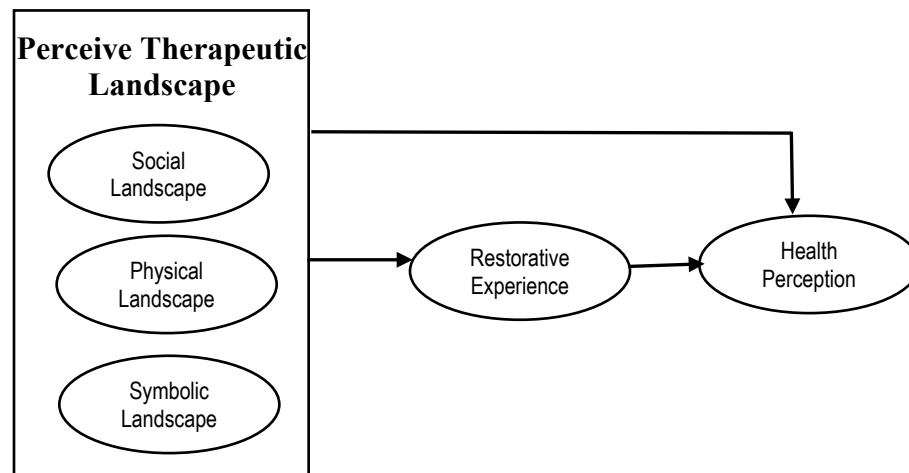 Perceive Therapeutic
Landscape
Social
Landscape
Physical
Landscape
Symbolic
Landscape
Restorative
Experience
Health
Perception